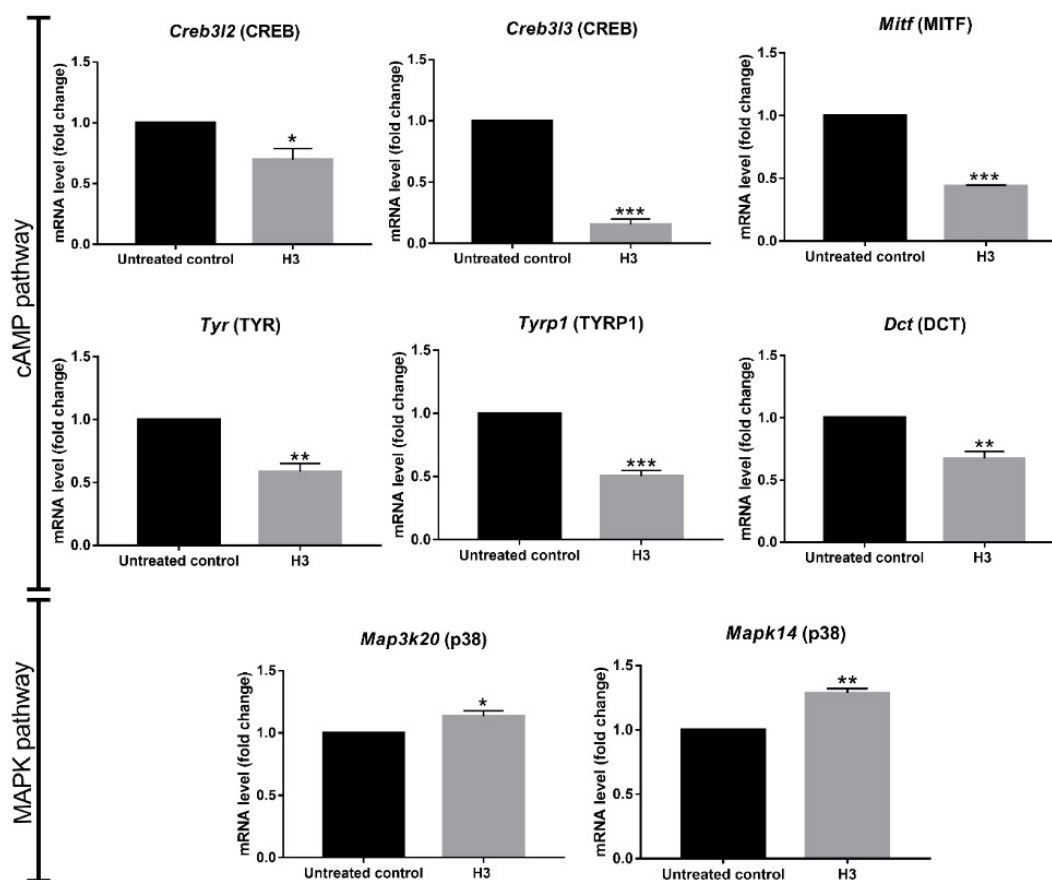 cAMP pathway
Creb3l2 (CREB)
mRNA level (fold change)
1.5
1.0
0.5
0.0
*
Untreated control
H3
Creb3l3 (CREB)
mRNA level (fold change)
1.5
1.0
0.5
0.0
***
Untreated control
H3
Mitf (MITF)
mRNA level (fold change)
1.5
1.0
0.5
0.0
***
Untreated control
H3
Tyr (TYR)
mRNA level (fold change)
1.5
1.0
0.5
0.0
**
Untreated control
H3
Tyrp1 (TYRP1)
mRNA level (fold change)
1.5
1.0
0.5
0.0
***
Untreated control
H3
Dct (DCT)
mRNA level (fold change)
1.5
1.0
0.5
0.0
**
Untreated control
H3
MAPK pathway
Map3k20 (p38)
mRNA level (fold change)
1.5
1.0
0.5
0.0
*
Untreated control
H3
Mapk14 (p38)
mRNA level (fold change)
1.5
1.0
0.5
0.0
**
Untreated control
H3